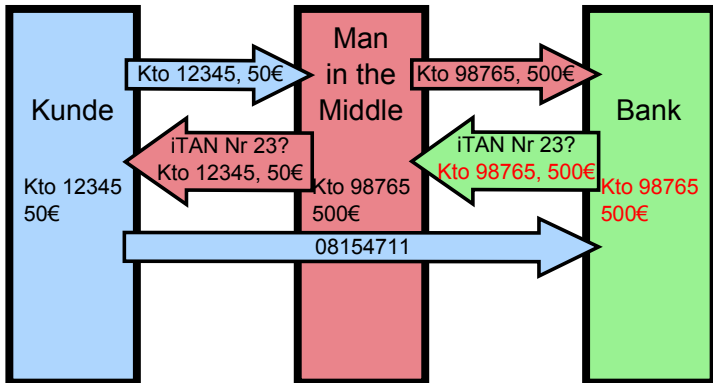 Kunde
Man
in the
Middle
Bank
Kto 12345, 50€
Kto 98765, 500€
iTAN Nr 23?
Kto 12345, 50€
iTAN Nr 23?
Kto 98765, 500€
Kto 12345
50€
Kto 98765
500€
Kto 98765
500€
08154711